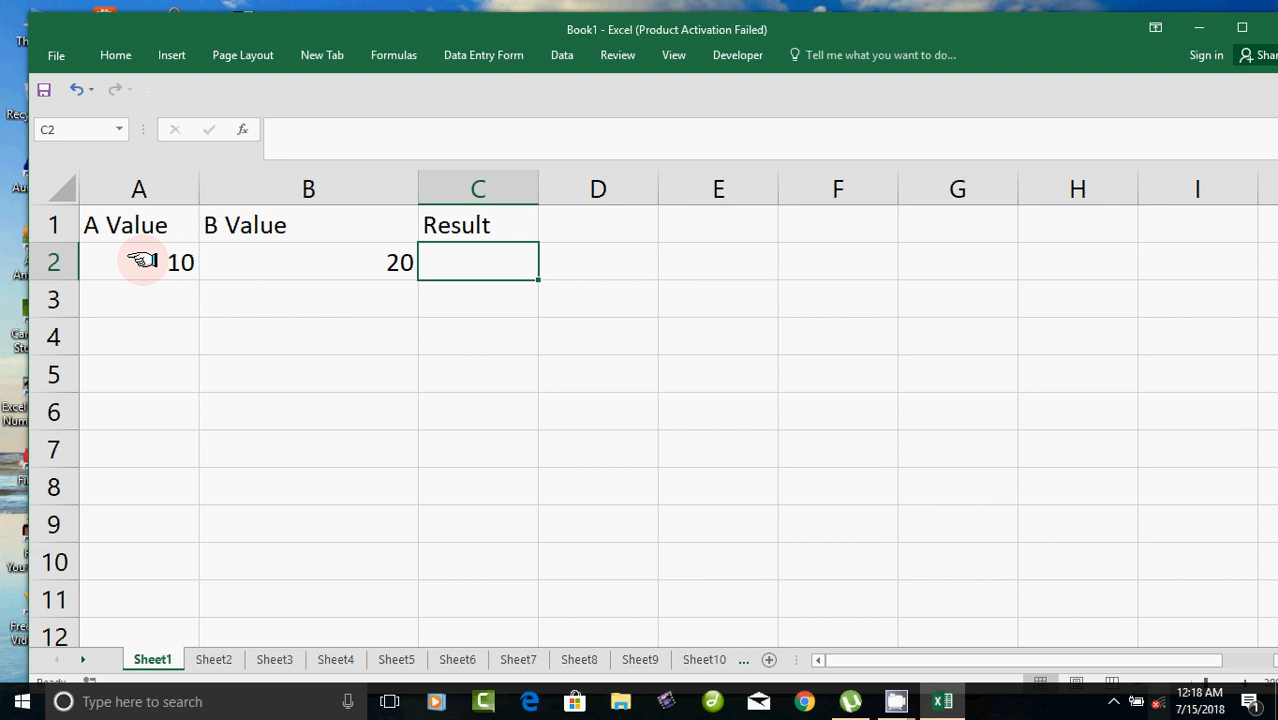 Book1 - Excel (Product Activation Failed)
File Home Insert Page Layout New Tab Formulas Data Entry Form Data Review View Developer Tell me what you want to do... Sign in Shar
C2 fx
A B C D E F G H I
1 A Value B Value Result
2 10 20
3
4
5
6
7
8
9
10
11
12
Sheet1 Sheet2 Sheet3 Sheet4 Sheet5 Sheet6 Sheet7 Sheet8 Sheet9 Sheet10 ...
Type here to search
12:18 AM
7/15/2018